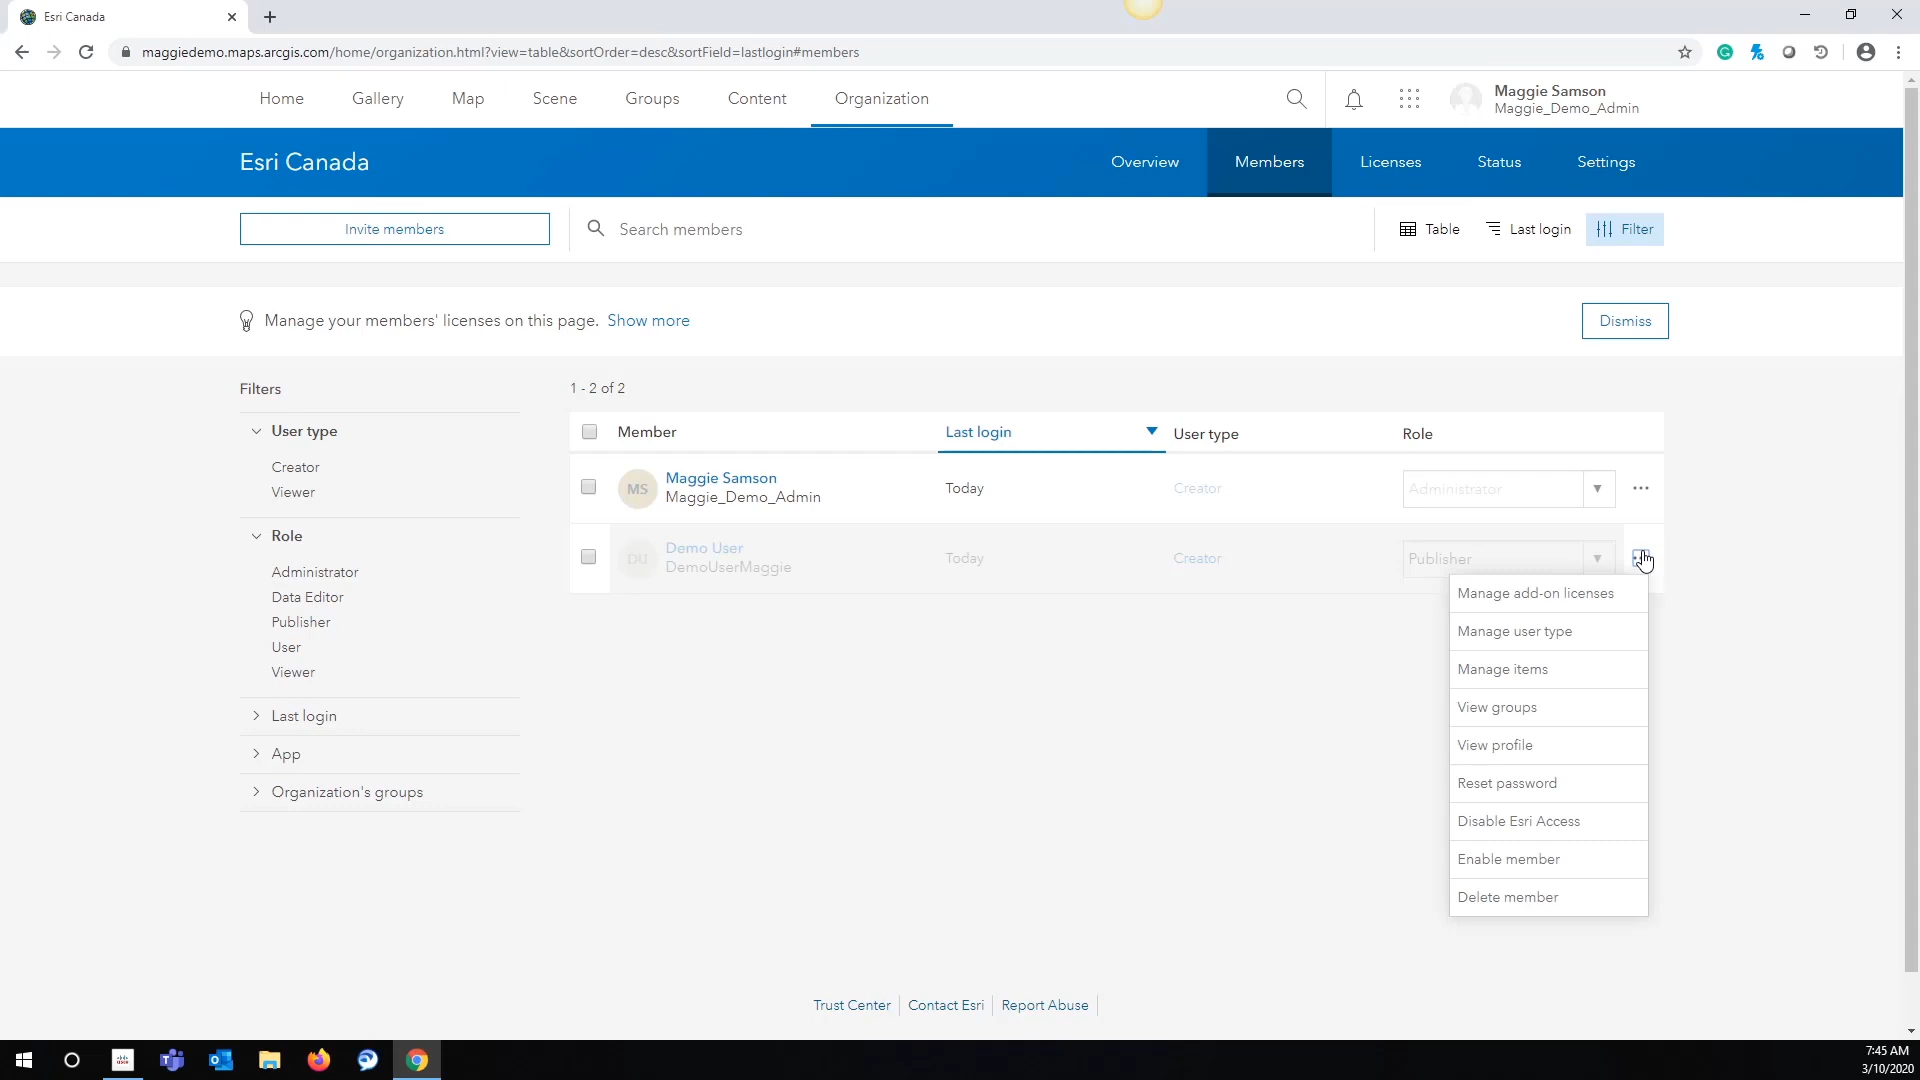 Esri Canada
maggiedemo.maps.arcgis.com/home/organization.html?view=table&sortOrder=desc&sortField=lastlogin#members
Home Gallery Map Scene Groups Content Organization
Maggie Samson
Maggie_Demo_Admin
Esri Canada
Overview Members Licenses Status Settings
Invite members
Search members
Table Last login Filter
Manage your members' licenses on this page. Show more
Dismiss
Filters
User type
Creator
Viewer
Role
Administrator
Data Editor
Publisher
User
Viewer
Last login
App
Organization's groups
1 - 2 of 2
Member Last login User type Role
MS Maggie Samson
Maggie_Demo_Admin
Today Creator Administrator
DU Demo User
DemoUserMaggie
Today Creator Publisher
Manage add-on licenses
Manage user type
Manage items
View groups
View profile
Reset password
Disable Esri Access
Enable member
Delete member
Trust Center Contact Esri Report Abuse
7:45 AM
3/10/2020